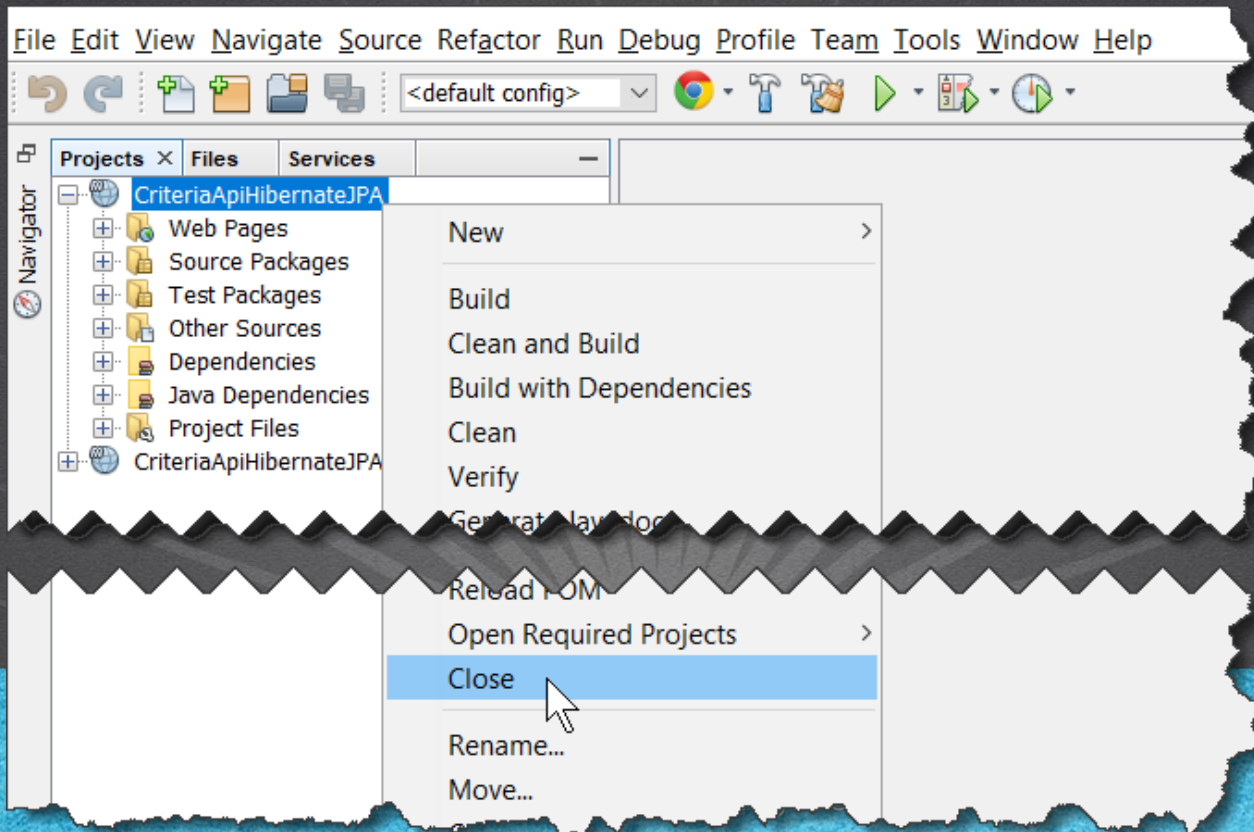 File Edit View Navigate Source Refactor Run Debug Profile Team Tools Window Help
<default config>
Projects Files Services
Navigator
CriteriaApiHibernateJPA
Web Pages
Source Packages
Test Packages
Other Sources
Dependencies
Java Dependencies
Project Files
CriteriaApiHibernateJPA
New
Build
Clean and Build
Build with Dependencies
Clean
Verify
Generate Javadoc
Reload POM
Open Required Projects
Close
Rename...
Move...